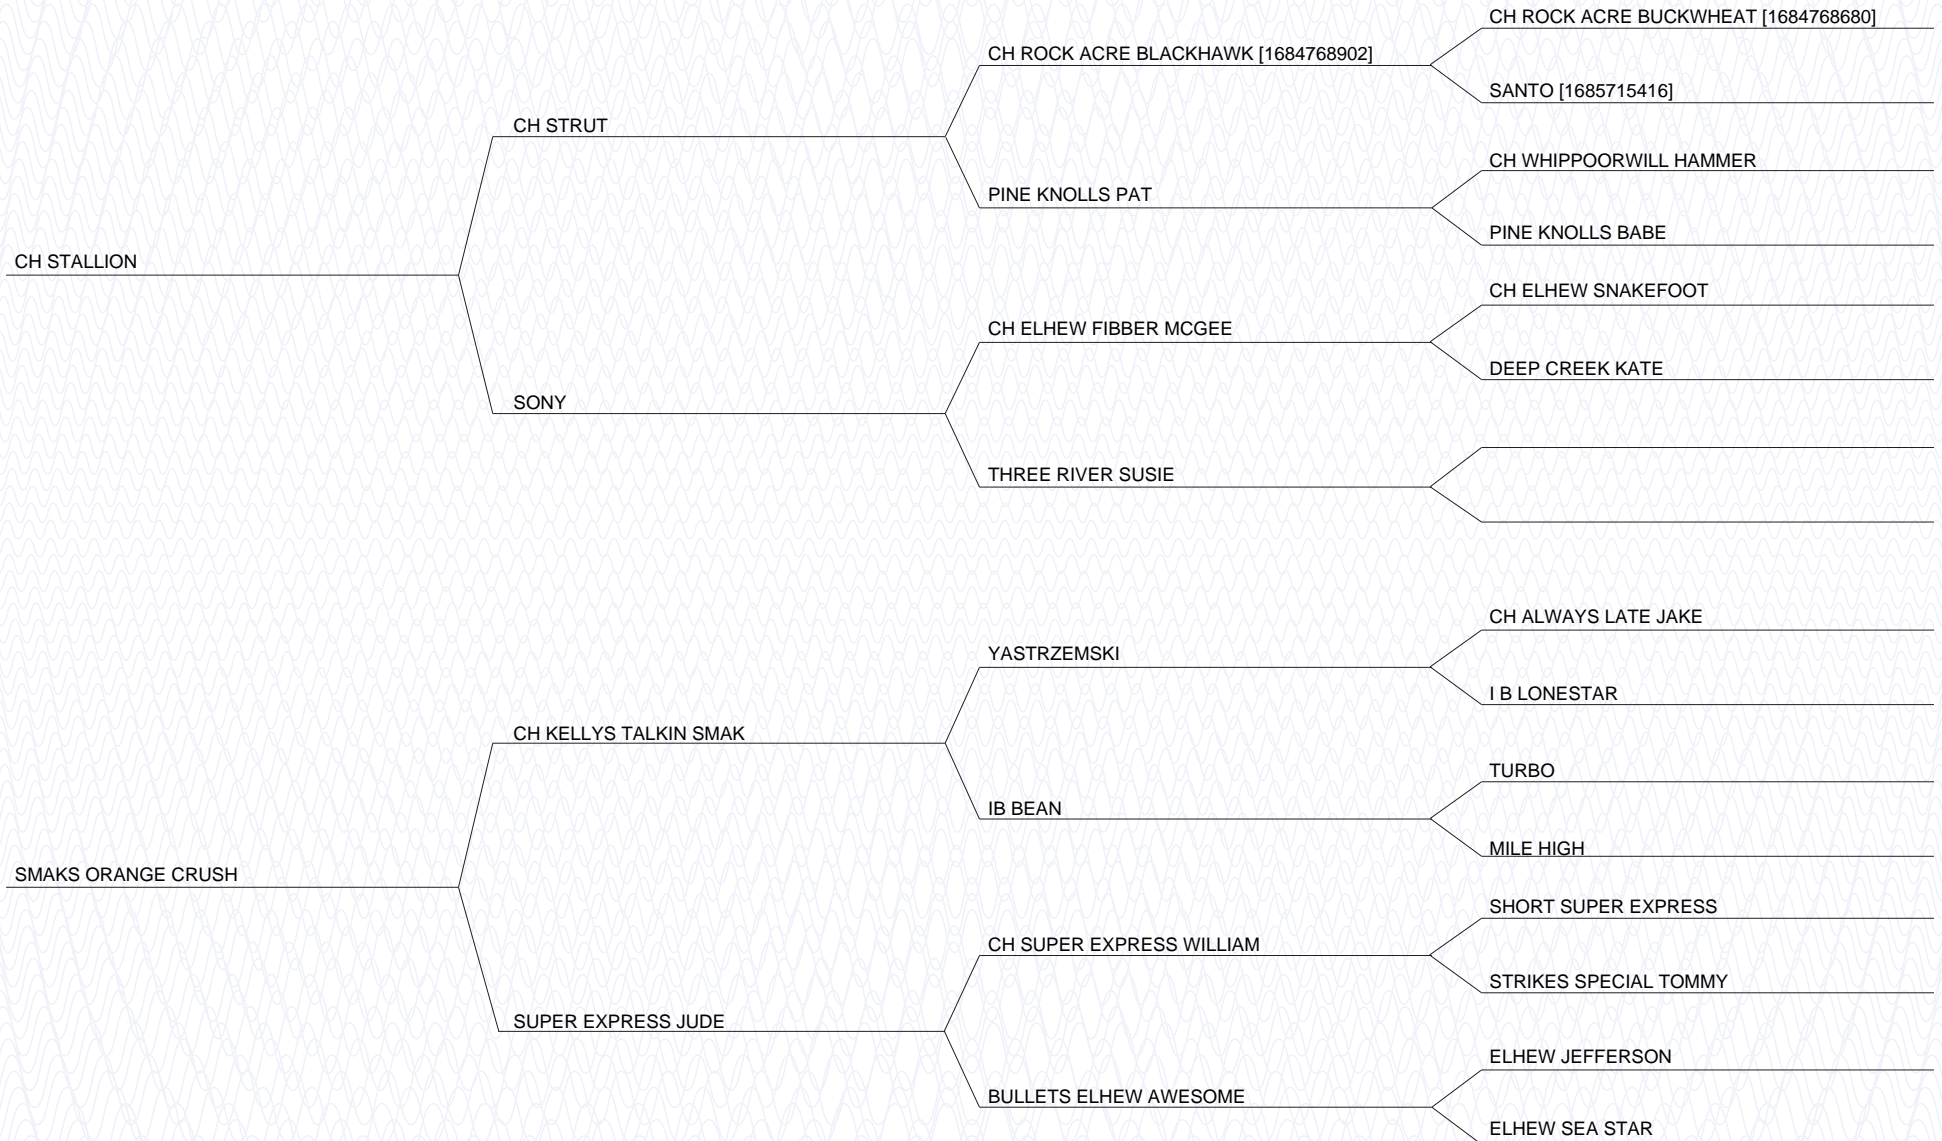 CH ROCK ACRE BUCKWHEAT [1684768680]
CH ROCK ACRE BLACKHAWK [1684768902]
SANTO [1685715416]
CH STRUT
CH WHIPPOORWILL HAMMER
PINE KNOLLS PAT
PINE KNOLLS BABE
CH STALLION
CH ELHEW SNAKEFOOT
CH ELHEW FIBBER MCGEE
DEEP CREEK KATE
SONY
THREE RIVER SUSIE
CH ALWAYS LATE JAKE
YASTRZEMSKI
I B LONESTAR
CH KELLYS TALKIN SMAK
TURBO
IB BEAN
MILE HIGH
SMAKS ORANGE CRUSH
SHORT SUPER EXPRESS
CH SUPER EXPRESS WILLIAM
STRIKES SPECIAL TOMMY
SUPER EXPRESS JUDE
ELHEW JEFFERSON
BULLETS ELHEW AWESOME
ELHEW SEA STAR